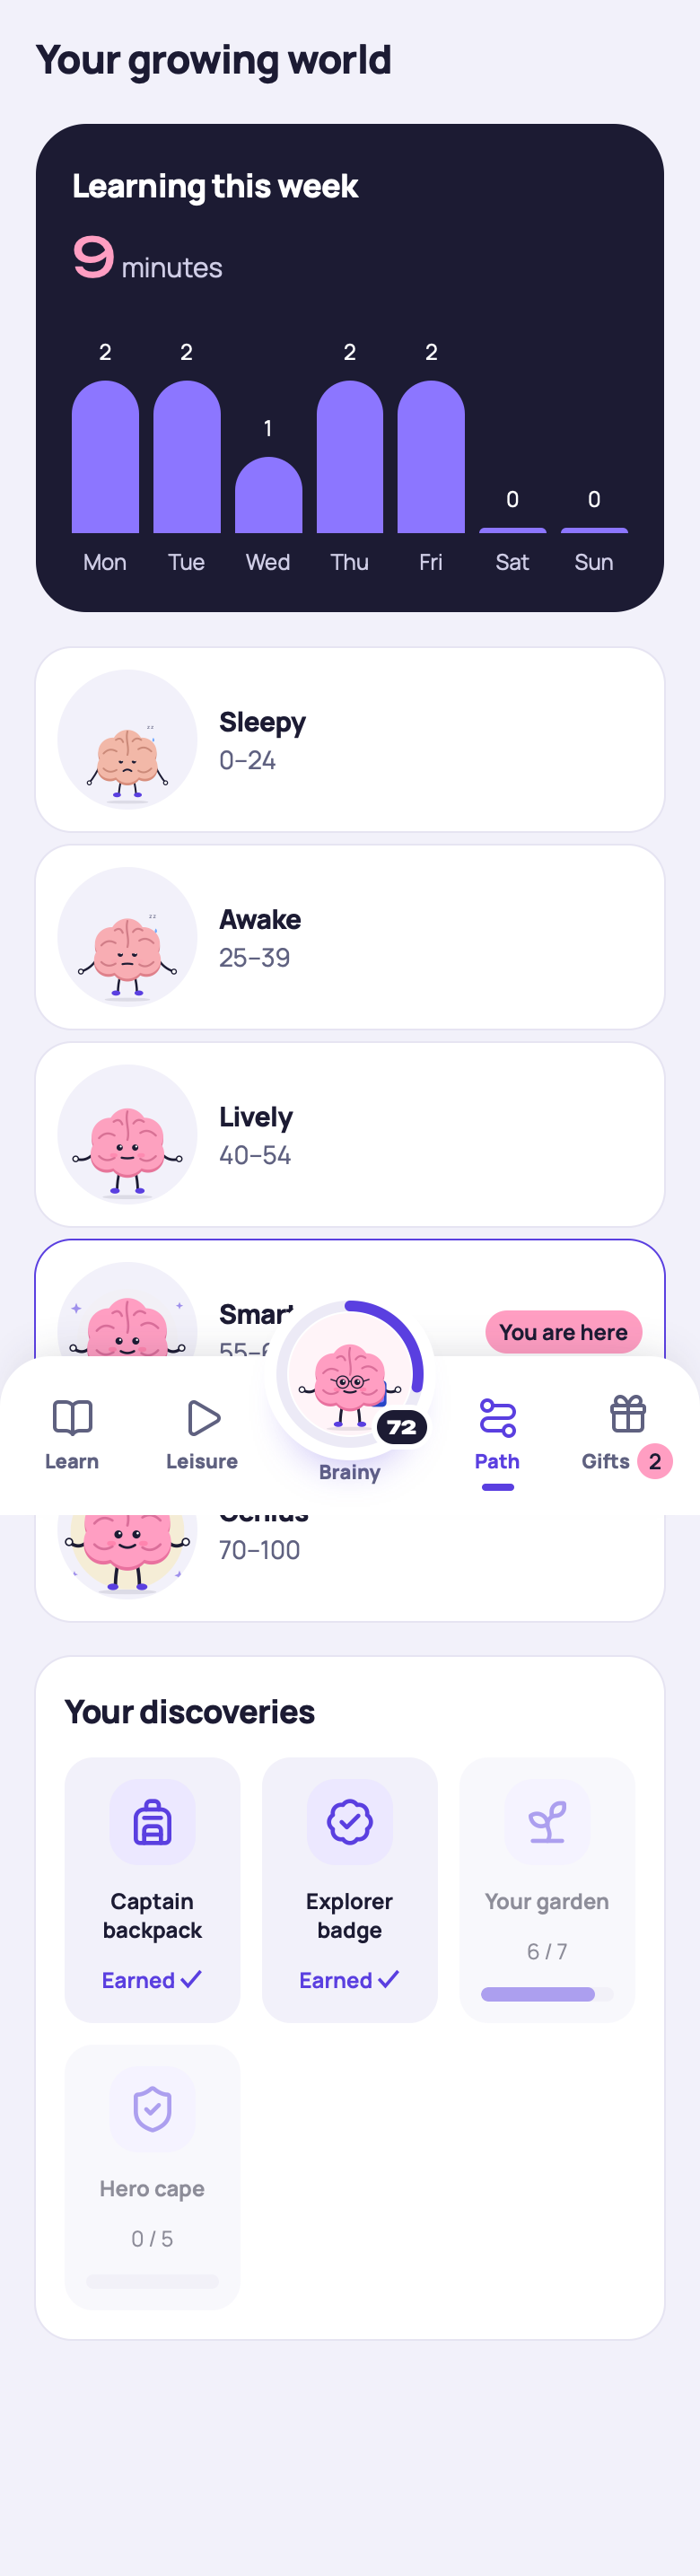 Your growing world
Learning this week
9 minutes
2 2 1 2 2 0 0
Mon Tue Wed Thu Fri Sat Sun
Sleepy
0–24
Awake
25–39
Lively
40–54
Smart
You are here
72
Learn
Leisure
Brainy
Path
Gifts 2
Genius
70–100
Your discoveries
Captain
backpack
Earned
Explorer
badge
Earned
Your garden
6 / 7
Hero cape
0 / 5